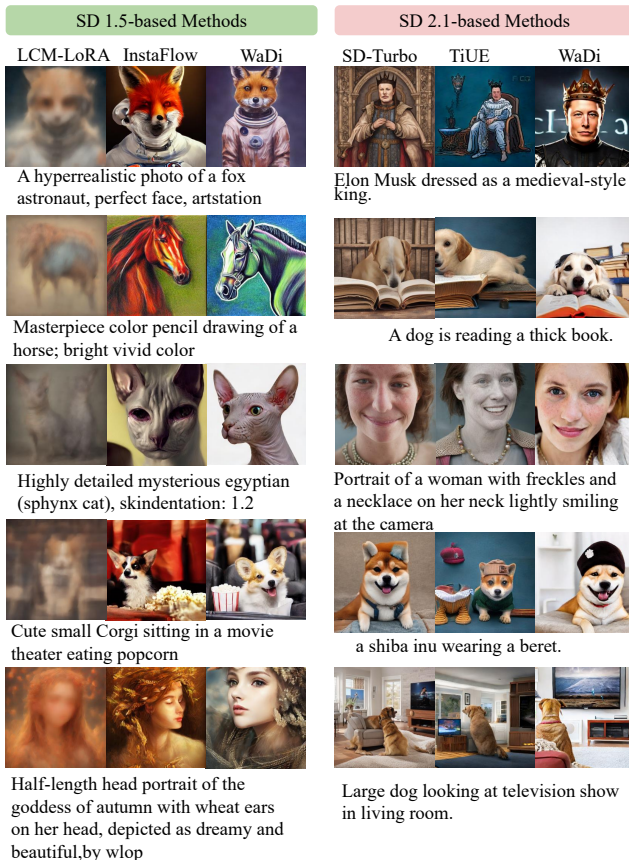 SD 1.5-based Methods
LCM-LoRA InstaFlow WaDi
A hyperrealistic photo of a fox
astronaut, perfect face, artstation
Masterpiece color pencil drawing of a
horse; bright vivid color
Highly detailed mysterious egyptian
(sphynx cat), skindentation: 1.2
Cute small Corgi sitting in a movie
theater eating popcorn
Half-length head portrait of the
goddess of autumn with wheat ears
on her head, depicted as dreamy and
beautiful,by wlop
SD 2.1-based Methods
SD-Turbo TiUE WaDi
Elon Musk dressed as a medieval-style
king.
A dog is reading a thick book.
Portrait of a woman with freckles and
a necklace on her neck lightly smiling
at the camera
a shiba inu wearing a beret.
Large dog looking at television show
in living room.